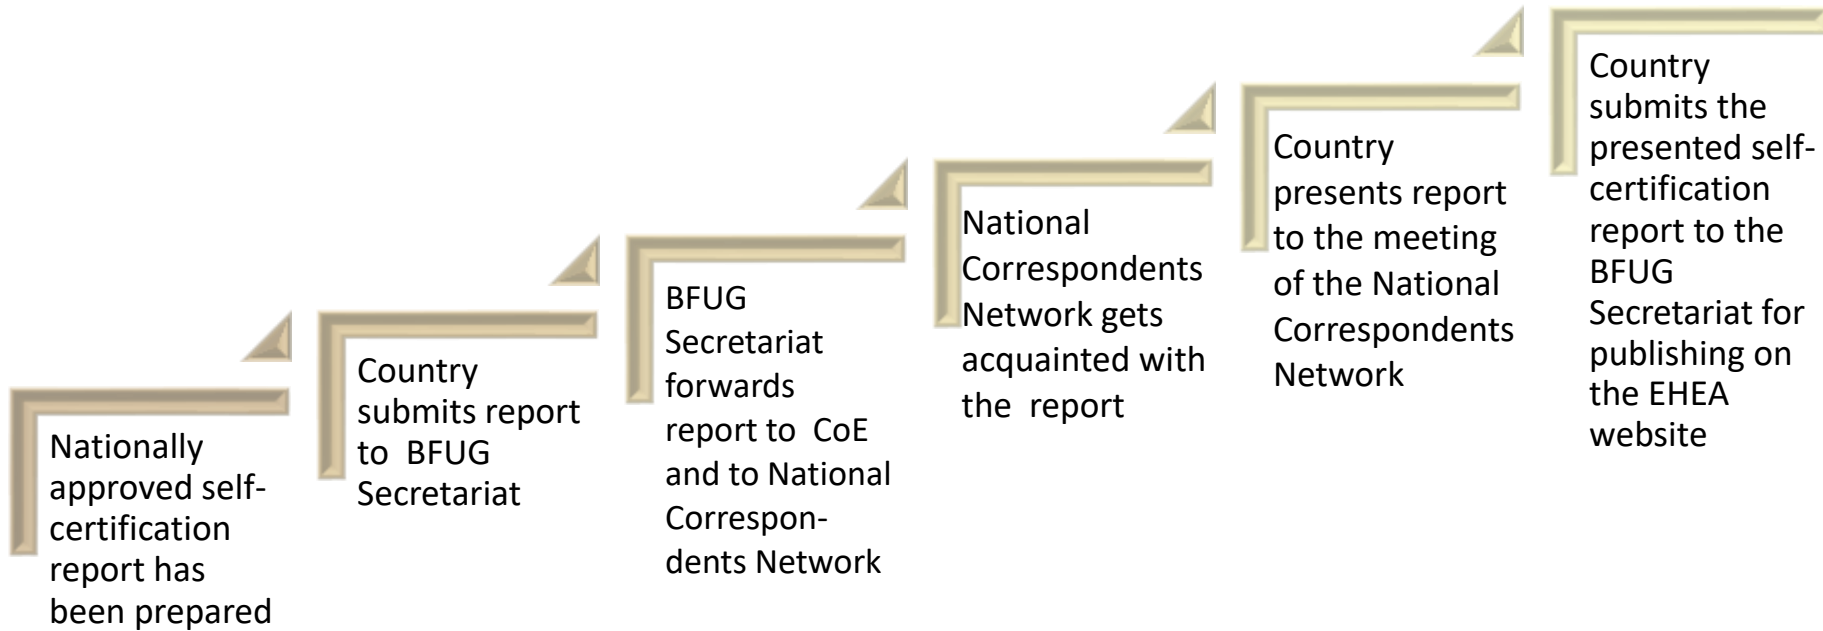 Nationally
approved self-
certification
report has
been prepared
Country
submits report
to  BFUG
Secretariat
BFUG
Secretariat
forwards
report to  CoE
and to National
Correspon-
dents Network
National
Correspondents
Network gets
acquainted with
the  report
Country
presents report
to the meeting
of the National
Correspondents
Network
Country
submits the
presented self-
certification
report to the
BFUG
Secretariat for
publishing on
the EHEA
website